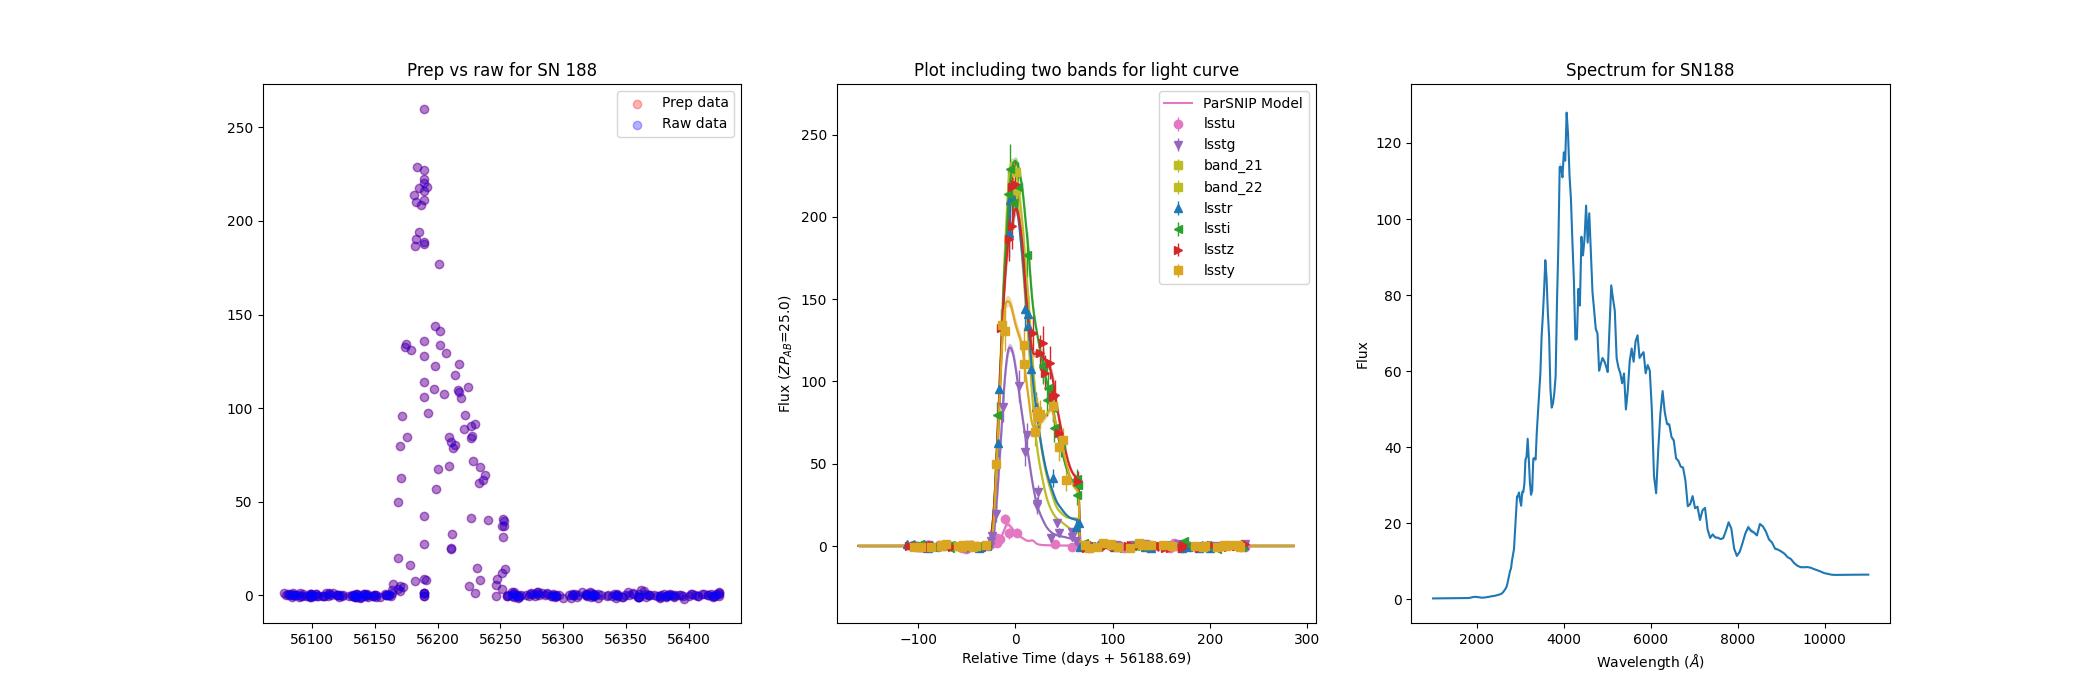 Prep vs raw for SN 188
Prep data
Raw data
250
200
150
100
50
0
56100
56150
56200
56250
56300
56350
56400
Plot including two bands for light curve
ParSNIP Model
lsstu
lsstg
band_21
band_22
lsstr
lssti
lsstz
lssty
Flux (ZP_AB=25.0)
250
200
150
100
50
0
−100
0
100
200
300
Relative Time (days + 56188.69)
Spectrum for SN188
Flux
120
100
80
60
40
20
0
2000
4000
6000
8000
10000
Wavelength (Å)